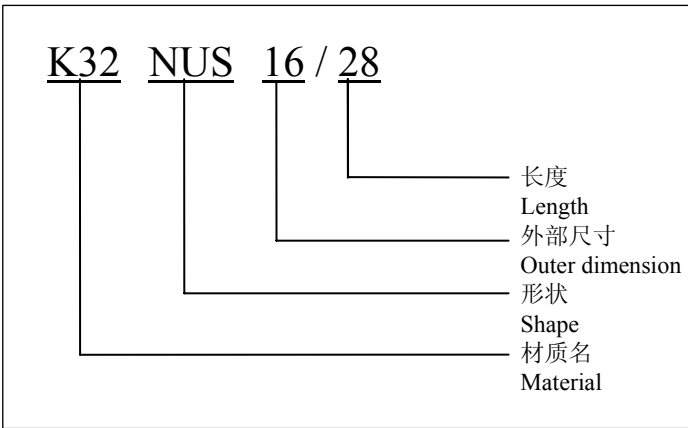 K32 NUS 16 / 28
长度
Length
外部尺寸
Outer dimension
形状
Shape
材质名
Material